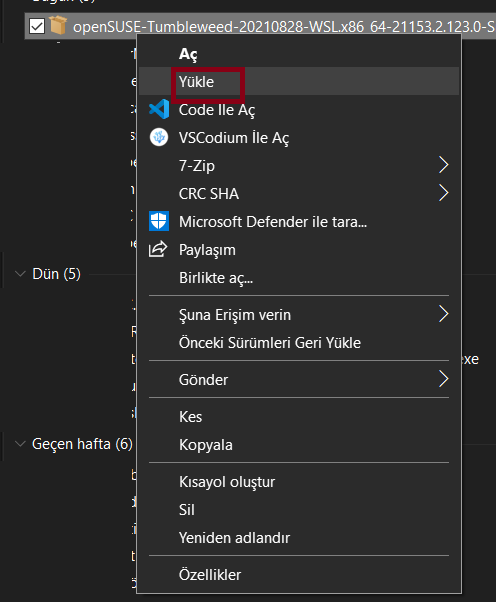 openSUSE-Tumbleweed-20210828-WSL.x86_64-21153.2.123.0-S
Aç
Yükle
Code Ile Aç
VSCodium İle Aç
7-Zip
CRC SHA
Microsoft Defender ile tara...
Paylaşım
Birlikte aç...
Dün (5)
Şuna Erişim verin
Önceki Sürümleri Geri Yükle
exe
Gönder
Kes
Geçen hafta (6)
Kopyala
Kısayol oluştur
Sil
Yeniden adlandır
Özellikler